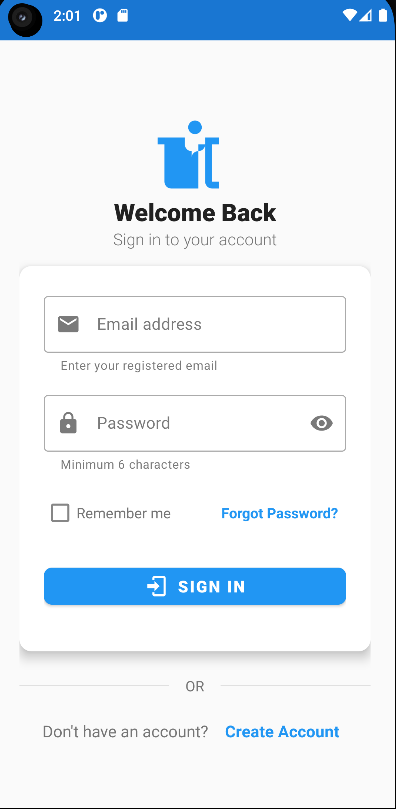 2:01
Welcome Back
Sign in to your account
Email address
Enter your registered email
Password
Minimum 6 characters
Remember me Forgot Password?
SIGN IN
OR
Don't have an account? Create Account